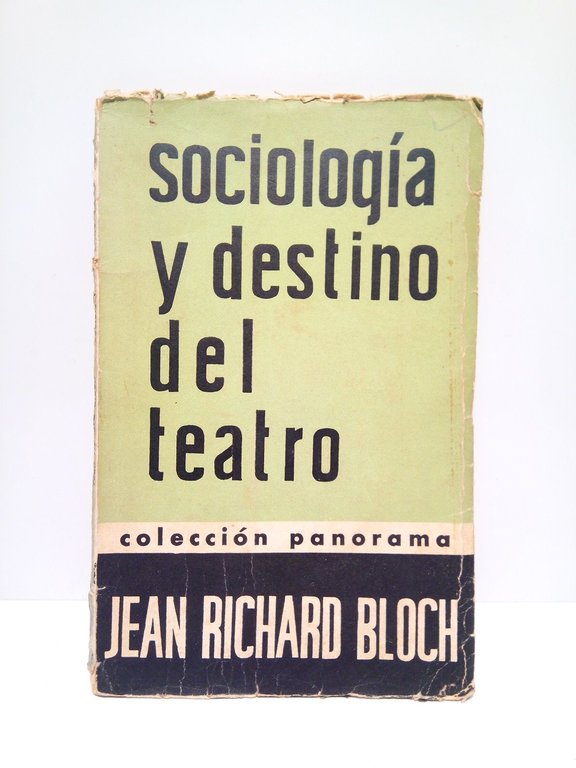 sociología
y destino
del
teatro
colección panorama
JEAN RICHARD BLOCH